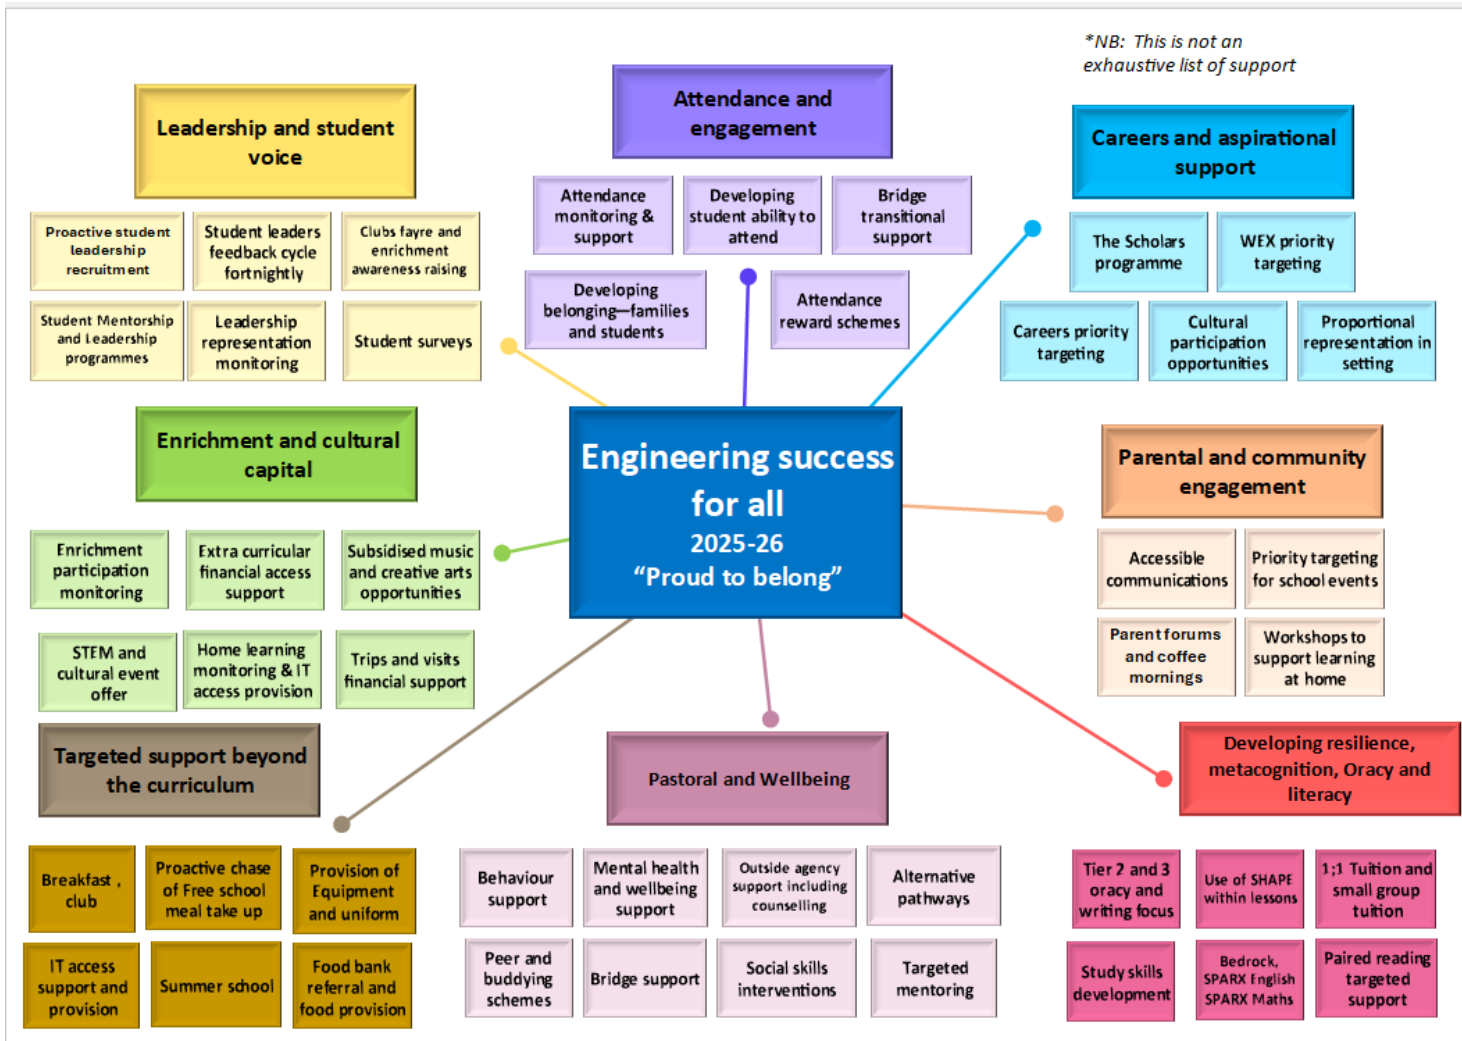 *NB: This is not an
exhaustive list of support
Leadership and student
voice
Proactive student
leadership
recruitment
Student leaders
feedback cycle
fortnightly
Clubs fayre and
enrichment
awareness raising
Student Mentorship
and Leadership
programmes
Leadership
representation
monitoring
Student surveys
Attendance and
engagement
Attendance
monitoring &
support
Developing
student ability to
attend
Bridge
transitional
support
Developing
belonging—families
and students
Attendance
reward schemes
Careers and aspirational
support
The Scholars
programme
WEX priority
targeting
Careers priority
targeting
Cultural
participation
opportunities
Proportional
representation in
setting
Enrichment and cultural
capital
Enrichment
participation
monitoring
Extra curricular
financial access
support
Subsidised music
and creative arts
opportunities
STEM and
cultural event
offer
Home learning
monitoring & IT
access provision
Trips and visits
financial support
Engineering success
for all
2025-26
“Proud to belong”
Parental and community
engagement
Accessible
communications
Priority targeting
for school events
Parent forums
and coffee
mornings
Workshops to
support learning
at home
Targeted support beyond
the curriculum
Breakfast ,
club
Proactive chase
of Free school
meal take up
Provision of
Equipment
and uniform
IT access
support and
provision
Summer school
Food bank
referral and
food provision
Pastoral and Wellbeing
Behaviour
support
Mental health
and wellbeing
support
Outside agency
support including
counselling
Alternative
pathways
Peer and
buddying
schemes
Bridge support
Social skills
interventions
Targeted
mentoring
Developing resilience,
metacognition, Oracy and
literacy
Tier 2 and 3
oracy and
writing focus
Use of SHAPE
within lessons
1;1 Tuition and
small group
tuition
Study skills
development
Bedrock,
SPARX English
SPARX Maths
Paired reading
targeted
support